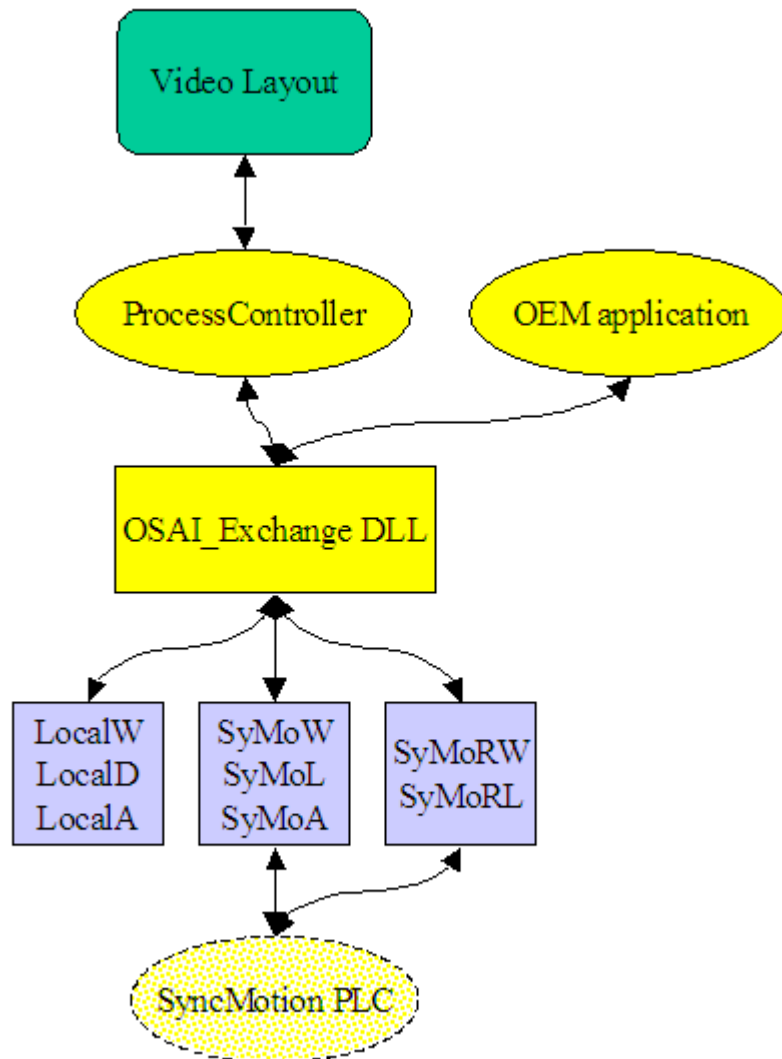 Video Layout
ProcessController
OEM application
OSAI_Exchange DLL
LocalW
LocalD
LocalA
SyMoW
SyMoL
SyMoA
SyMoRW
SyMoRL
SyncMotion PLC